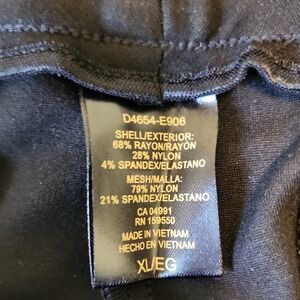 D4654-E906
SHELL/EXTERIOR:
68% RAYON/RAYÓN
28% NYLON
4% SPANDEX/ELASTANO
MESH/MALLA:
79% NYLON
21% SPANDEX/ELASTANO
CA 04991
RN 159550
MADE IN VIETNAM
HECHO EN VIETNAM
XL/EG